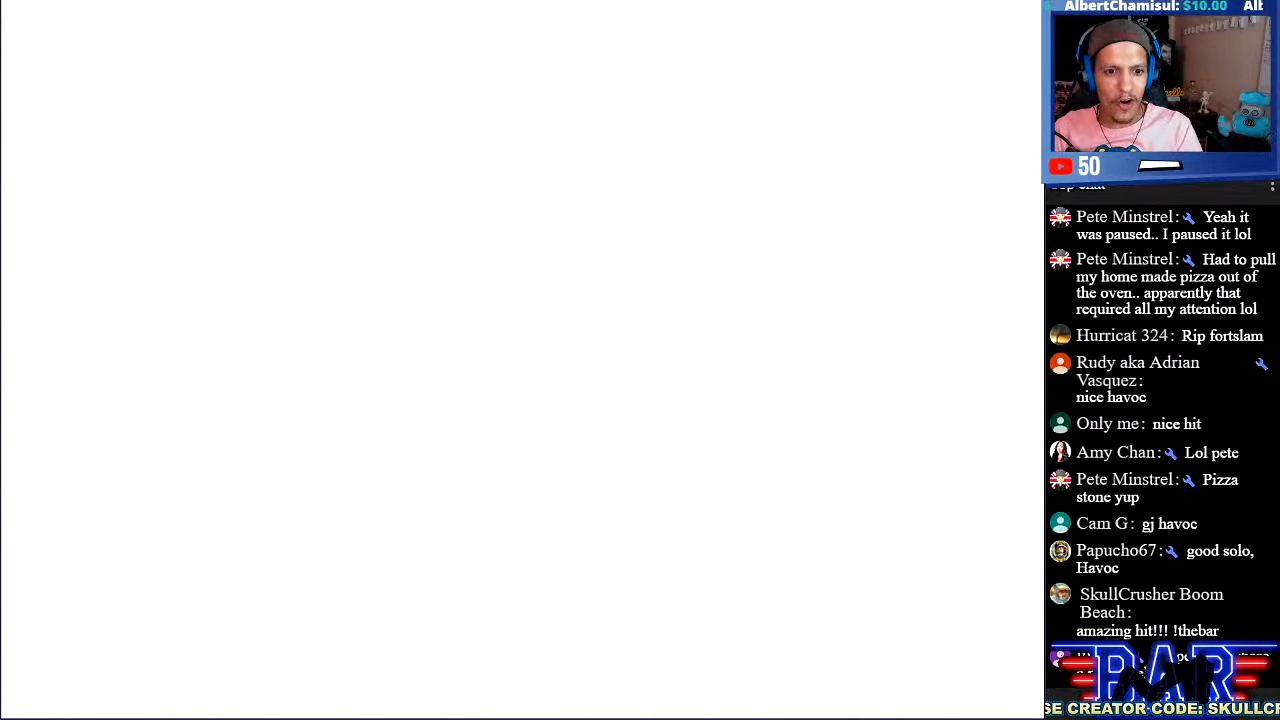 AlbertChamisul: $10.00 Alb
50
Pete Minstrel: Yeah it
was paused.. I paused it lol
Pete Minstrel: Had to pull
my home made pizza out of
the oven.. apparently that
required all my attention lol
Hurricat 324: Rip fortslam
Rudy aka Adrian
Vasquez:
nice havoc
Only me: nice hit
Amy Chan: Lol pete
Pete Minstrel: Pizza
stone yup
Cam G: gj havoc
Papucho67: good solo,
Havoc
SkullCrusher Boom
Beach:
amazing hit!!! !thebar
BAR
SE CREATOR CODE: SKULLC